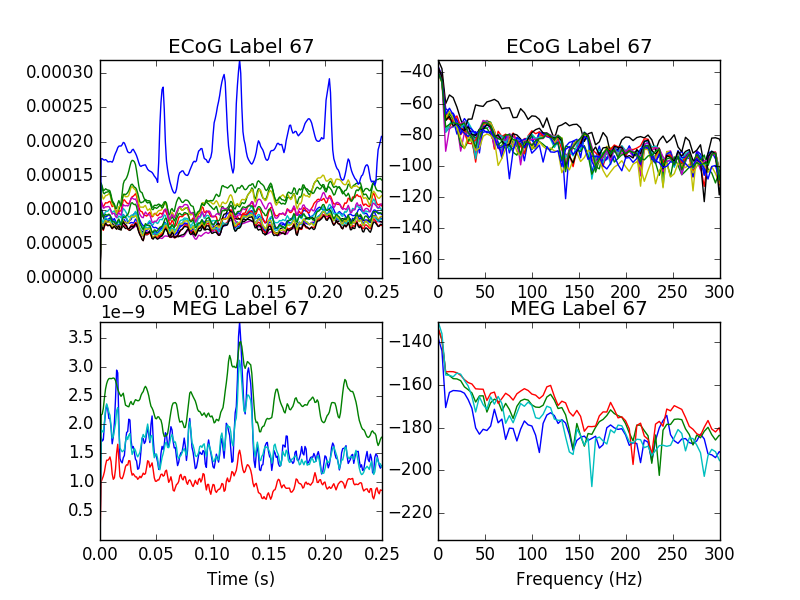 ECoG Label 67
0.00030
0.00025
0.00020
0.00015
0.00010
0.00005
0.00000
0.00 0.05 0.10 0.15 0.20 0.25
ECoG Label 67
−40
−60
−80
−100
−120
−140
−160
0 50 100 150 200 250 300
MEG Label 67
1e−9
3.5
3.0
2.5
2.0
1.5
1.0
0.5
0.00 0.05 0.10 0.15 0.20 0.25
Time (s)
MEG Label 67
−140
−160
−180
−200
−220
0 50 100 150 200 250 300
Frequency (Hz)